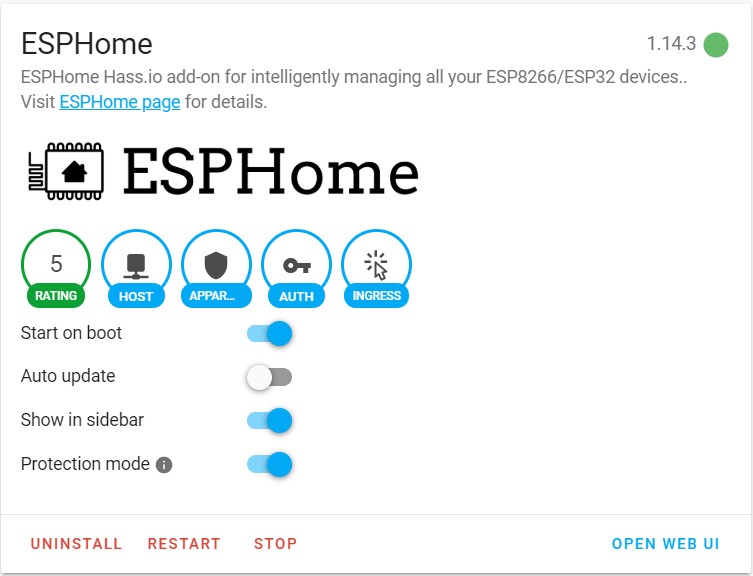 ESPHome
1.14.3
ESPHome Hass.io add-on for intelligently managing all your ESP8266/ESP32 devices..
Visit ESPHome page for details.
ESPHome
5
RATING
HOST
APPAR...
AUTH
INGRESS
Start on boot
Auto update
Show in sidebar
Protection mode
UNINSTALL RESTART STOP OPEN WEB UI